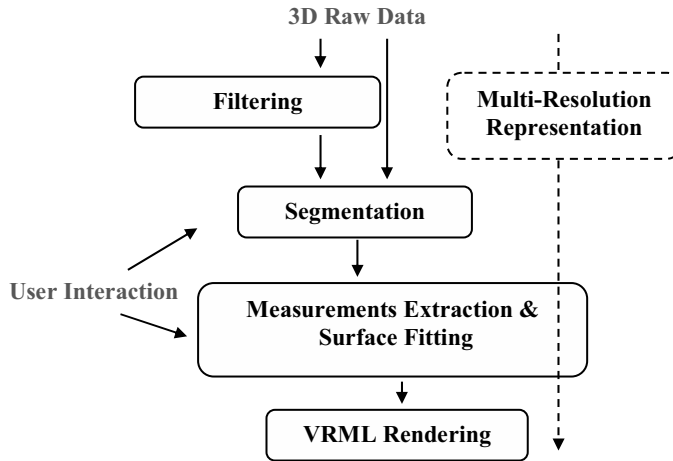 3D Raw Data
Filtering
Multi-Resolution
Representation
Segmentation
User Interaction
Measurements Extraction &
Surface Fitting
VRML Rendering